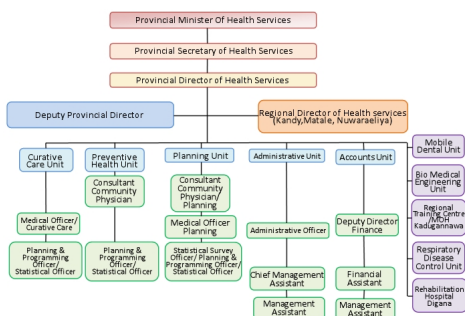 Provincial Minister Of Health Services
Provincial Secretary of Health Services
Provincial Director of Health Services
Deputy Provincial Director
Regional Director of Health services
(Kandy,Matale, Nuwaraeliya)
Curative
Care Unit
Preventive
Health Unit
Planning Unit
Administrative Unit
Accounts Unit
Mobile
Dental Unit
Consultant
Community
Physician
Consultant
Community
Physician/
Planning
Bio Medical
Engineering
Unit
Medical Officer/
Curative Care
Medical Officer/
Planning
Administrative Officer
Deputy Director
Finance
Regional
Training Centre
/MOH
Kadugannawa
Planning &
Programming
Officer/
Statistical Officer
Planning &
Programming
Officer/
Statistical Officer
Statistical Survey
Officer/ Planning &
Programming Officer/
Statistical Officer
Chief Management
Assistant
Financial
Assistant
Respiratory
Disease
Control Unit
Management
Assistant
Management
Assistant
Rehabilitation
Hospital
Digana